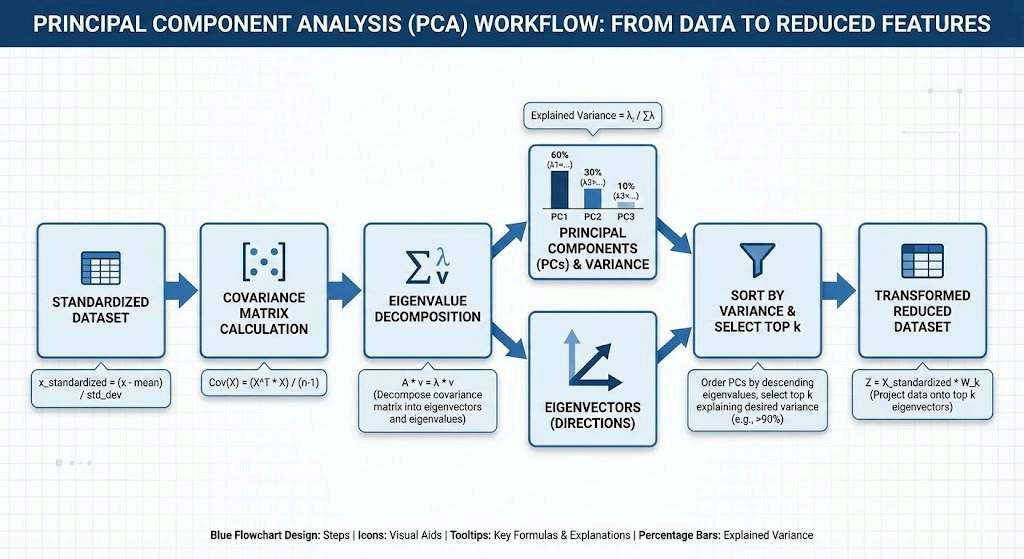 PRINCIPAL COMPONENT ANALYSIS (PCA) WORKFLOW: FROM DATA TO REDUCED FEATURES
STANDARDIZED
DATASET
x_standardized = (x - mean)
/ std_dev
COVARIANCE
MATRIX
CALCULATION
Cov(X) = (X^T * X) / (n-1)
Σ λ
v
EIGENVALUE
DECOMPOSITION
A * v = λ * v
(Decompose covariance
matrix into eigenvectors
and eigenvalues)
Explained Variance = λᵢ / ∑λ
60%
(λ1=...)
30%
10%
PC1 PC2 PC3
PRINCIPAL
COMPONENTS
(PCs) & VARIANCE
EIGENVECTORS
(DIRECTIONS)
SORT BY
VARIANCE &
SELECT TOP k
Order PCs by descending
eigenvalues, select top k
explaining desired variance
(e.g., >90%)
TRANSFORMED
REDUCED
DATASET
Z = X_standardized * W_k
(Project data onto top k
eigenvectors)
Blue Flowchart Design: Steps | Icons: Visual Aids | Tooltips: Key Formulas & Explanations | Percentage Bars: Explained Variance